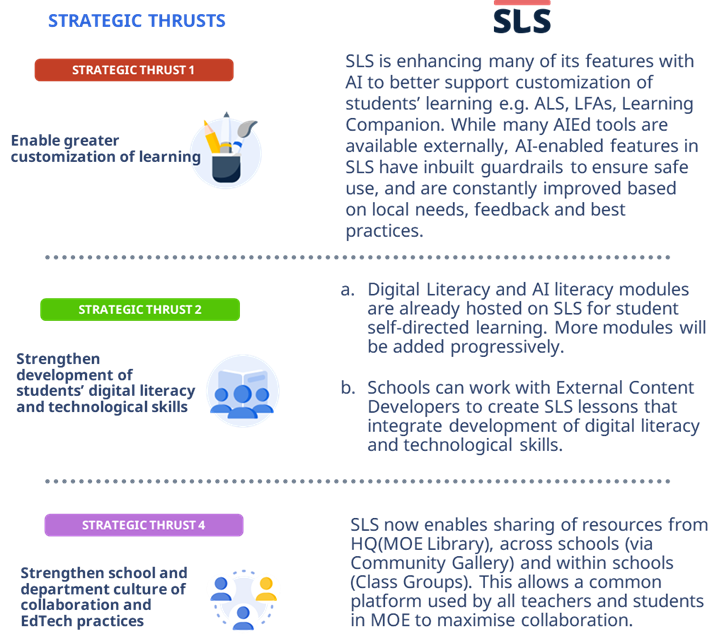 STRATEGIC THRUSTS
SLS
STRATEGIC THRUST 1
Enable greater
customization of learning
SLS is enhancing many of its features with
AI to better support customization of
students’ learning e.g. ALS, LFAs, Learning
Companion. While many AIEd tools are
available externally, AI-enabled features in
SLS have inbuilt guardrails to ensure safe
use, and are constantly improved based
on local needs, feedback and best
practices.
STRATEGIC THRUST 2
Strengthen
development of
students’ digital literacy
and technological skills
a. Digital Literacy and AI literacy modules
are already hosted on SLS for student
self-directed learning. More modules will
be added progressively.
b. Schools can work with External Content
Developers to create SLS lessons that
integrate development of digital literacy
and technological skills.
STRATEGIC THRUST 4
Strengthen school and
department culture of
collaboration and
EdTech practices
SLS now enables sharing of resources from
HQ(MOE Library), across schools (via
Community Gallery) and within schools
(Class Groups). This allows a common
platform used by all teachers and students
in MOE to maximise collaboration.